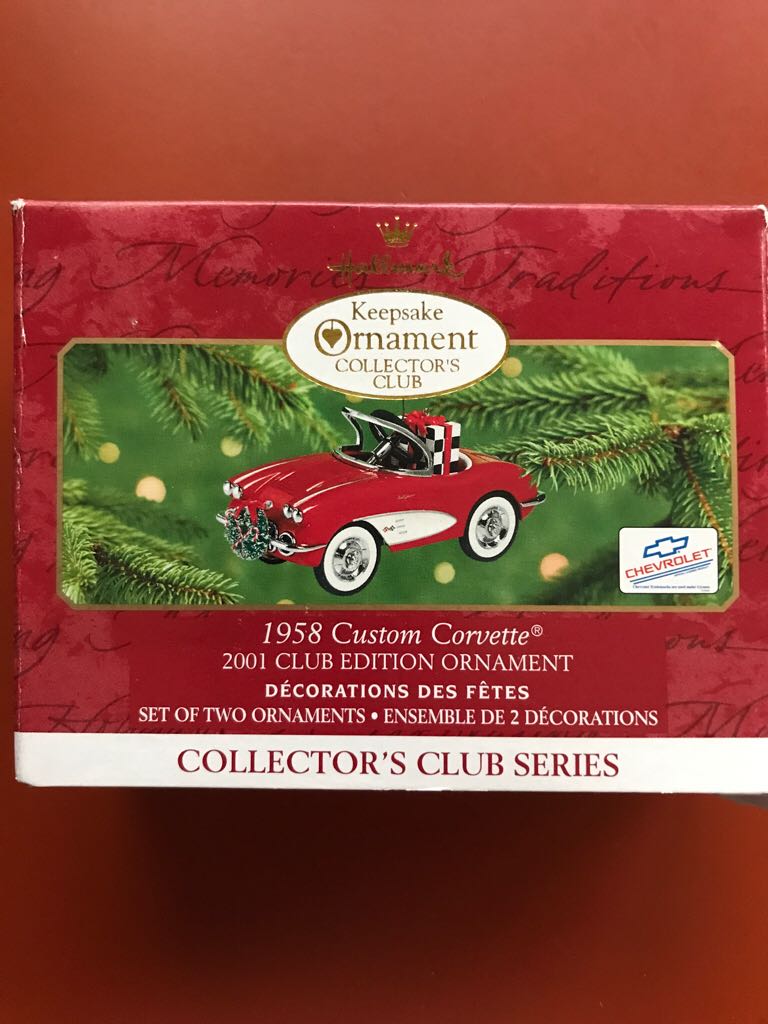 Memories Traditions
Hallmark
Keepsake
Ornament
COLLECTOR'S
CLUB
CHEVROLET
1958 Custom Corvette®
2001 CLUB EDITION ORNAMENT
DÉCORATIONS DES FÊTES
SET OF TWO ORNAMENTS • ENSEMBLE DE 2 DÉCORATIONS
COLLECTOR'S CLUB SERIES